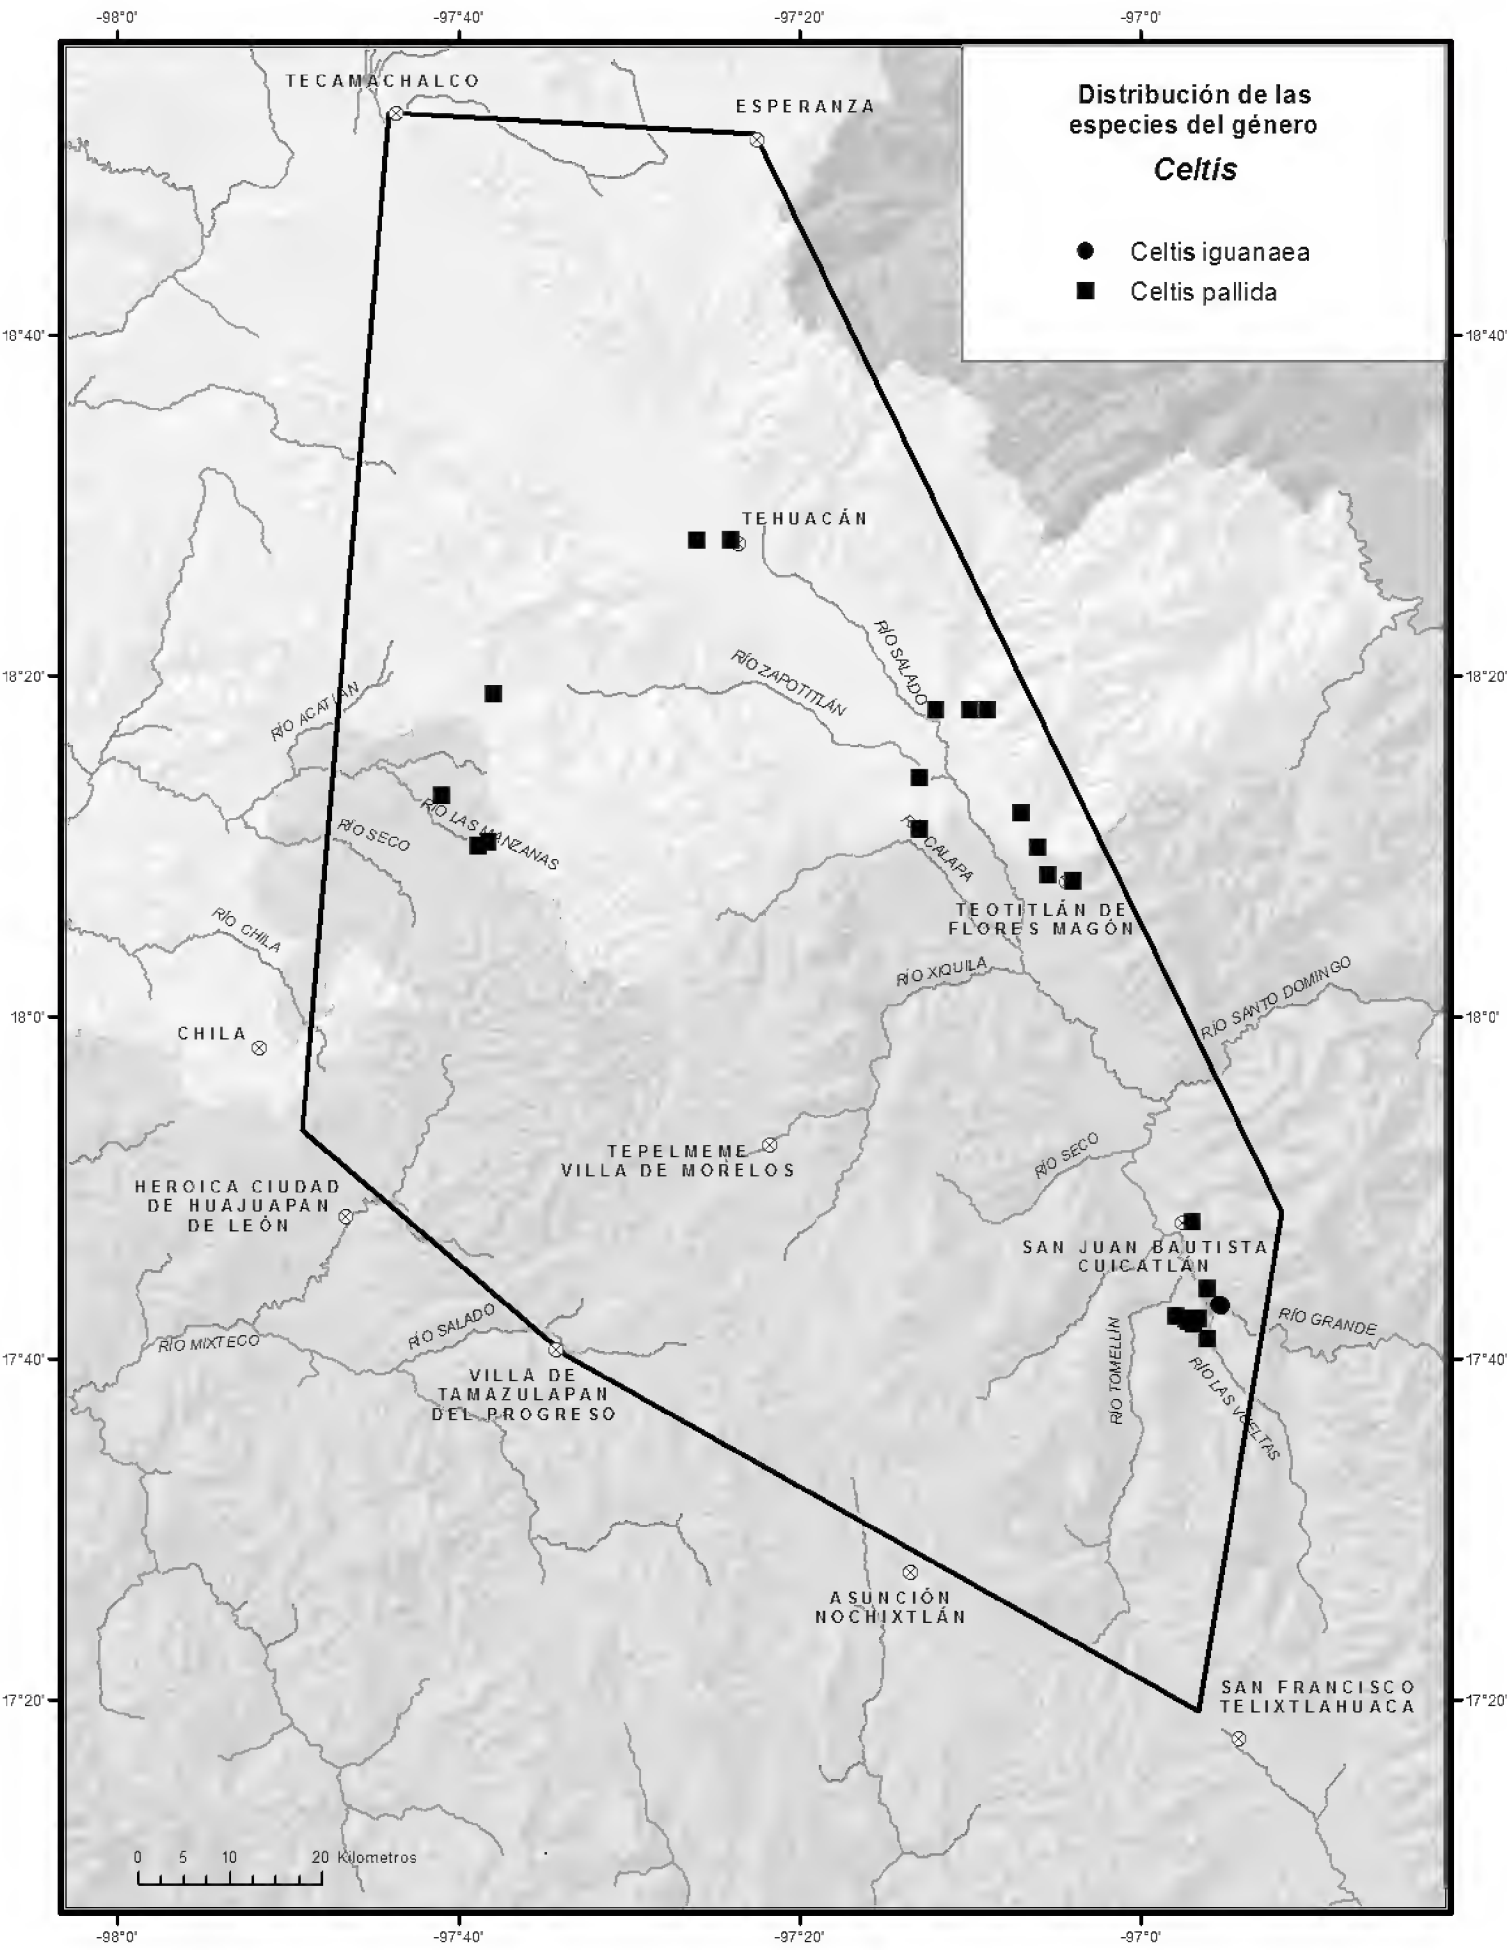 -98°0'
-97°40'
-97°20'
-97°0'
TECAMACHALCO
ESPERANZA
Distribución de las
especies del género
Celtis
Celtis iguanaea
Celtis pallida
18°40'
18°40'
TEHUACÁN
RÍO SALADO
RÍO ZAPOTITLÁN
18°20'
18°20'
RÍO ACATLÁN
RÍO LAS MANZANAS
RÍO SECO
RÍO CALAPA
TEOTITLÁN DE
FLORES MAGÓN
RÍO CHILA
RÍO XIQUILA
RÍO SANTO DOMINGO
18°0'
18°0'
CHILA
TEPELMEME
VILLA DE MORELOS
RÍO SECO
HEROICA CIUDAD
DE HUAJUAPAN
DE LEÓN
SAN JUAN BAUTISTA
CUICATLÁN
RÍO MIXTECO
RÍO SALADO
RÍO GRANDE
17°40'
17°40'
VILLA DE
TAMAZULAPAN
DEL PROGRESO
RÍO TOMELLÍN
RÍO LAS VUELTAS
ASUNCIÓN
NOCHIXTLÁN
17°20'
17°20'
SAN FRANCISCO
TELIXTLAHUACA
0 5 10 20 Kilometros
-98°0'
-97°40'
-97°20'
-97°0'